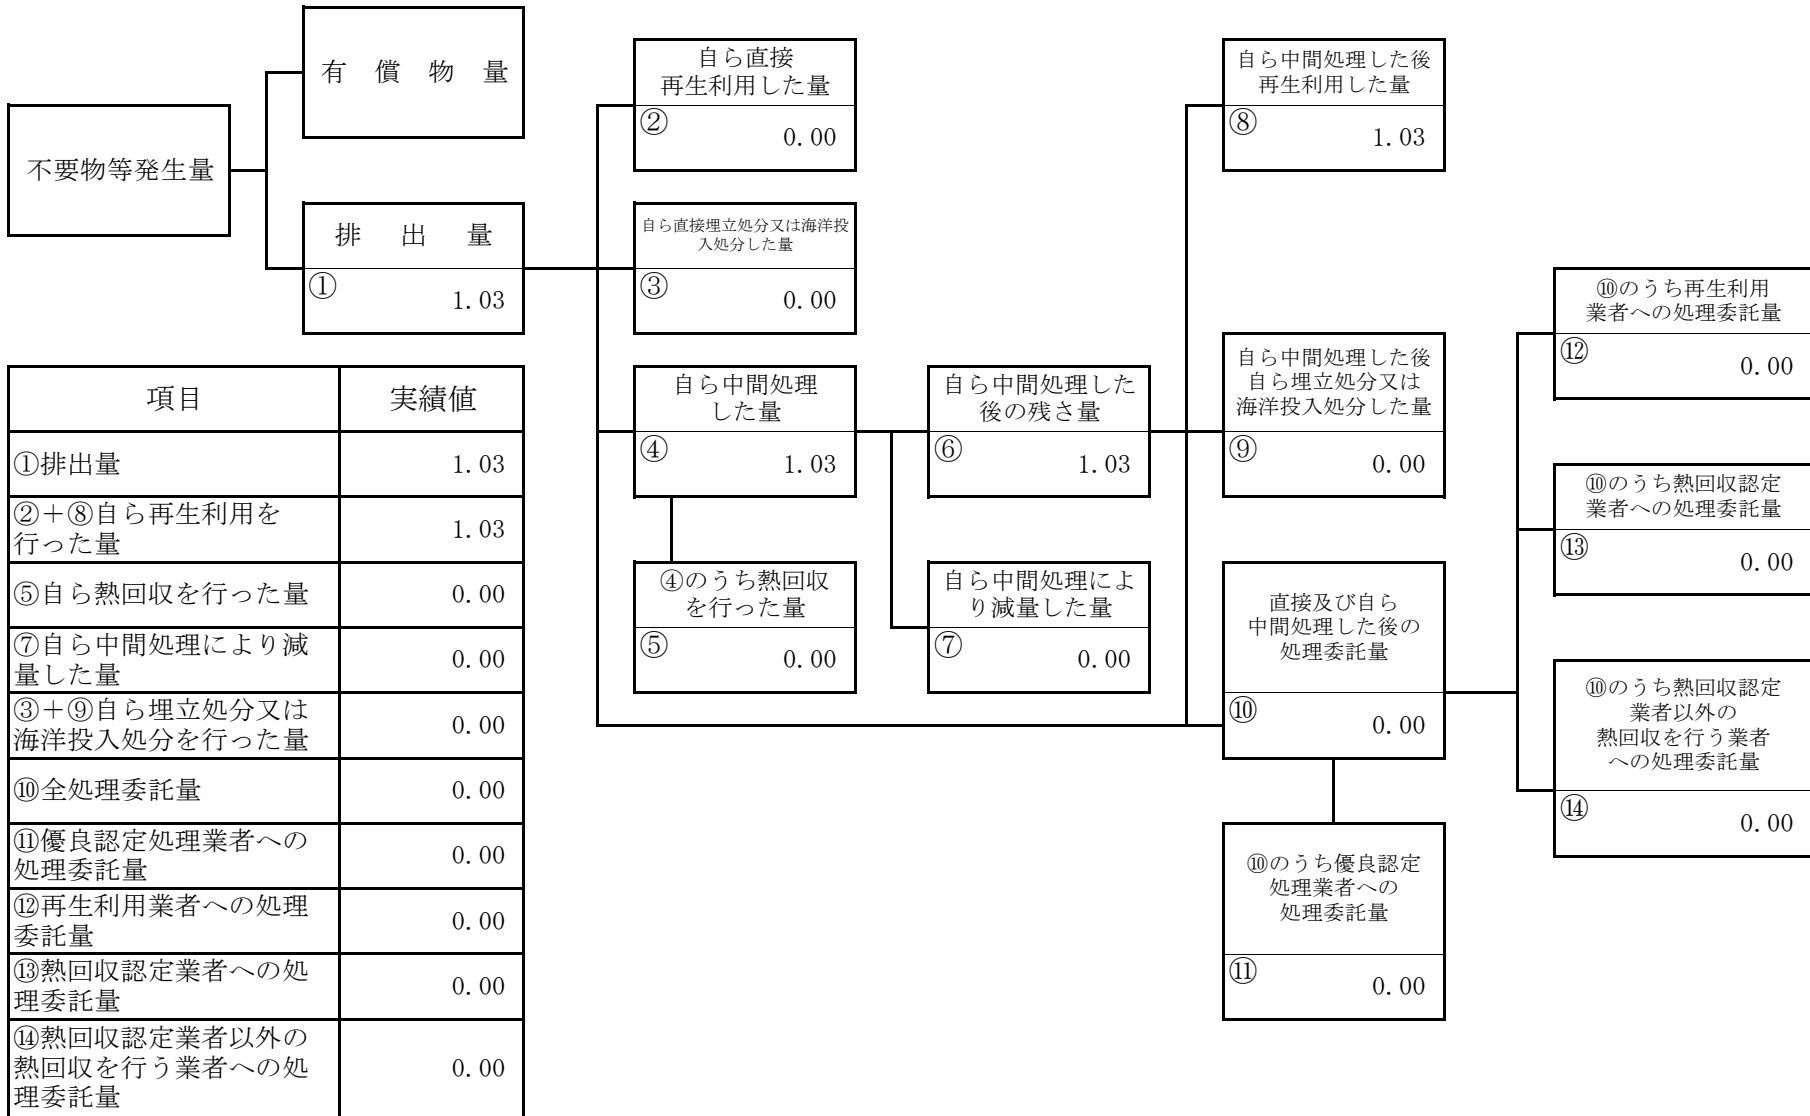 有 償 物 量
不要物等発生量
排 出 量
①
1.03
自ら直接
再生利用した量
②
0.00
自ら直接埋立処分又は海洋投
入処分した量
③
0.00
自ら中間処理
した量
④
1.03
④のうち熱回収
を行った量
⑤
0.00
自ら中間処理した
後の残さ量
⑥
1.03
自ら中間処理によ
り減量した量
⑦
0.00
自ら中間処理した後
再生利用した量
⑧
1.03
自ら中間処理した後
自ら埋立処分又は
海洋投入処分した量
⑨
0.00
直接及び自ら
中間処理した後の
処理委託量
⑩
0.00
⑩のうち優良認定
処理業者への
処理委託量
⑪
0.00
⑩のうち再生利用
業者への処理委託量
⑫
0.00
⑩のうち熱回収認定
業者への処理委託量
⑬
0.00
⑩のうち熱回収認定
業者以外の
熱回収を行う業者
への処理委託量
⑭
0.00
項目 実績値
①排出量 1.03
②＋⑧自ら再生利用を
行った量 1.03
⑤自ら熱回収を行った量 0.00
⑦自ら中間処理により減
量した量 0.00
③＋⑨自ら埋立処分又は
海洋投入処分を行った量 0.00
⑩全処理委託量 0.00
⑪優良認定処理業者への
処理委託量 0.00
⑫再生利用業者への処理
委託量 0.00
⑬熱回収認定業者への処
理委託量 0.00
⑭熱回収認定業者以外の
熱回収を行う業者への処
理委託量 0.00